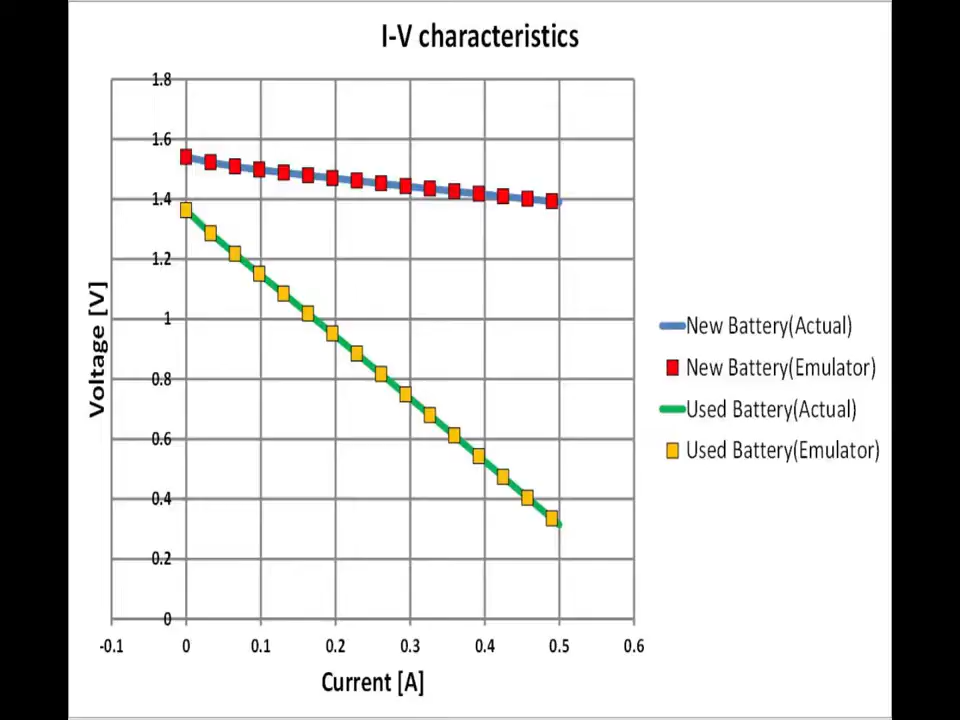 I-V characteristics
1.8
1.6
1.4
1.2
1
0.8
0.6
0.4
0.2
0
-0.1 0 0.1 0.2 0.3 0.4 0.5 0.6
Voltage [V]
Current [A]
New Battery(Actual)
New Battery(Emulator)
Used Battery(Actual)
Used Battery(Emulator)